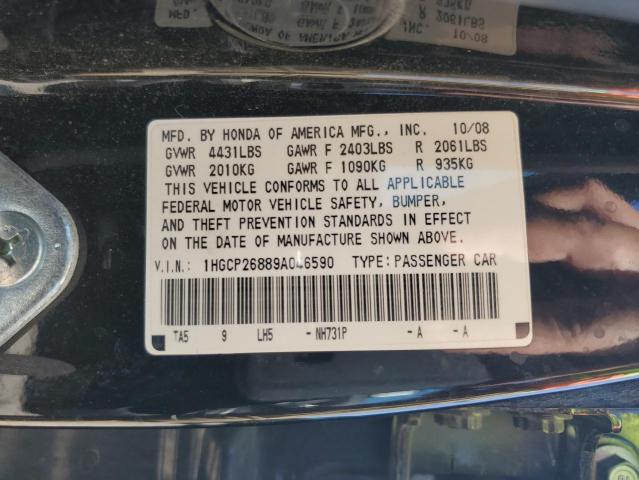 MFD. BY HONDA OF AMERICA MFG., INC. 10/08
GVWR 4431LBS GAWR F 2403LBS R 2061LBS
GVWR 2010KG GAWR F 1090KG R 935KG
THIS VEHICLE CONFORMS TO ALL APPLICABLE
FEDERAL MOTOR VEHICLE SAFETY, BUMPER,
AND THEFT PREVENTION STANDARDS IN EFFECT
ON THE DATE OF MANUFACTURE SHOWN ABOVE.
V.I.N.: 1HGCP26889A046590 TYPE: PASSENGER CAR
TA5 9 LH5 - NH731P - A - A